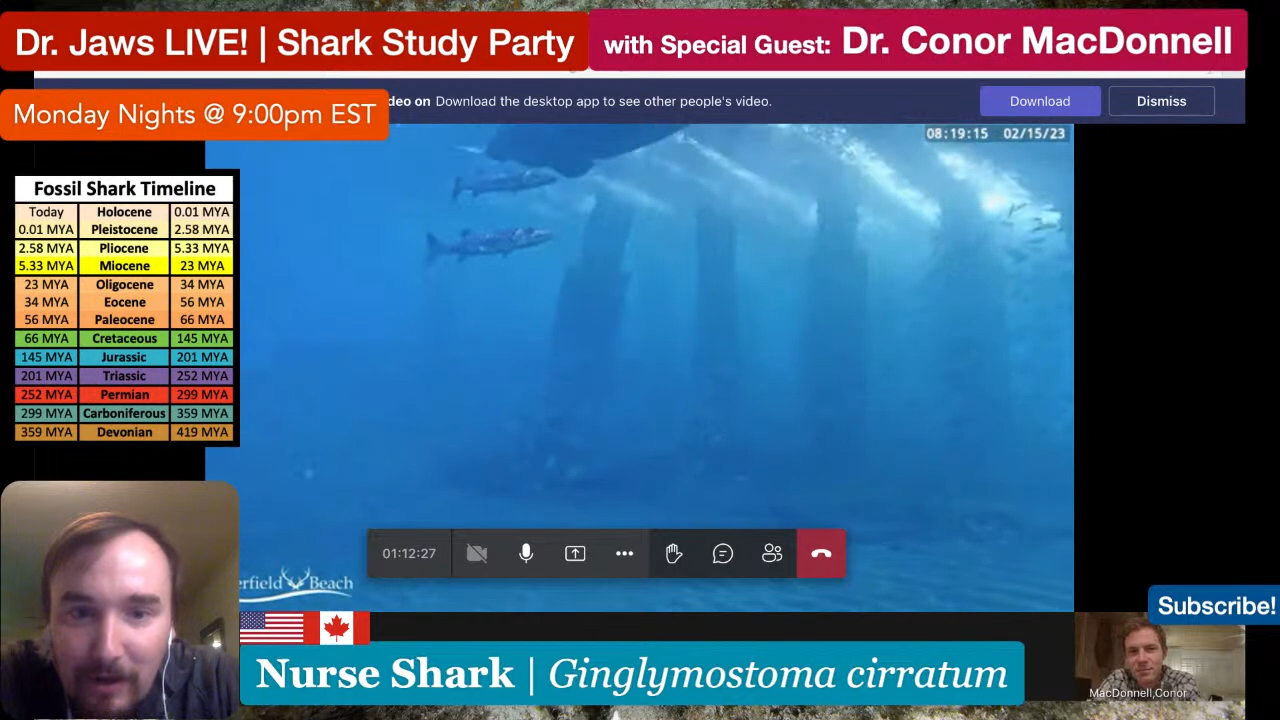 Dr. Jaws LIVE! | Shark Study Party
with Special Guest: Dr. Conor MacDonnell
Monday Nights @ 9:00pm EST
deo on Download the desktop app to see other people's video.
Download
Dismiss
08:19:15 02/15/23
Fossil Shark Timeline
Today Holocene 0.01 MYA
0.01 MYA Pleistocene 2.58 MYA
2.58 MYA Pliocene 5.33 MYA
5.33 MYA Miocene 23 MYA
23 MYA Oligocene 34 MYA
34 MYA Eocene 56 MYA
56 MYA Paleocene 66 MYA
66 MYA Cretaceous 145 MYA
145 MYA Jurassic 201 MYA
201 MYA Triassic 252 MYA
252 MYA Permian 299 MYA
299 MYA Carboniferous 359 MYA
359 MYA Devonian 419 MYA
01:12:27
erfield Beach
Subscribe!
Nurse Shark | Ginglymostoma cirratum
MacDonnell,Conor